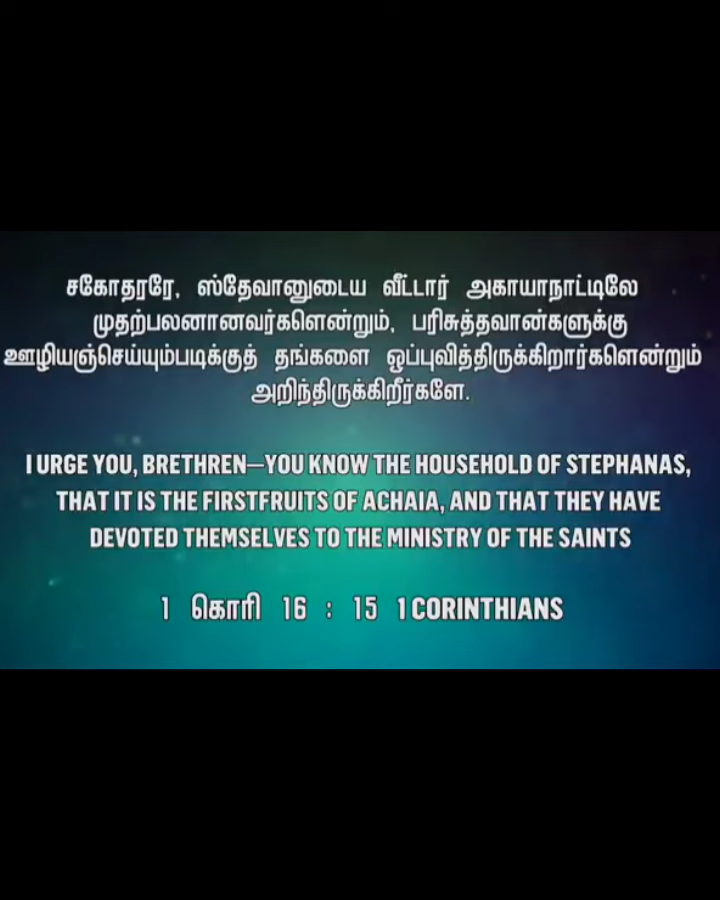 சகோதரரே, ஸ்தேவானுடைய வீட்டார் அகாயாநாட்டிலே
முதற்பலனானவர்களென்றும், பரிசுத்தவான்களுக்கு
ஊழியஞ்செய்யும்படிக்குத் தங்களை ஒப்புவித்திருக்கிறார்களென்றும்
அறிந்திருக்கிறீர்களே.
I URGE YOU, BRETHREN—YOU KNOW THE HOUSEHOLD OF STEPHANAS,
THAT IT IS THE FIRSTFRUITS OF ACHAIA, AND THAT THEY HAVE
DEVOTED THEMSELVES TO THE MINISTRY OF THE SAINTS
1 கொரி 16 : 15 1 CORINTHIANS